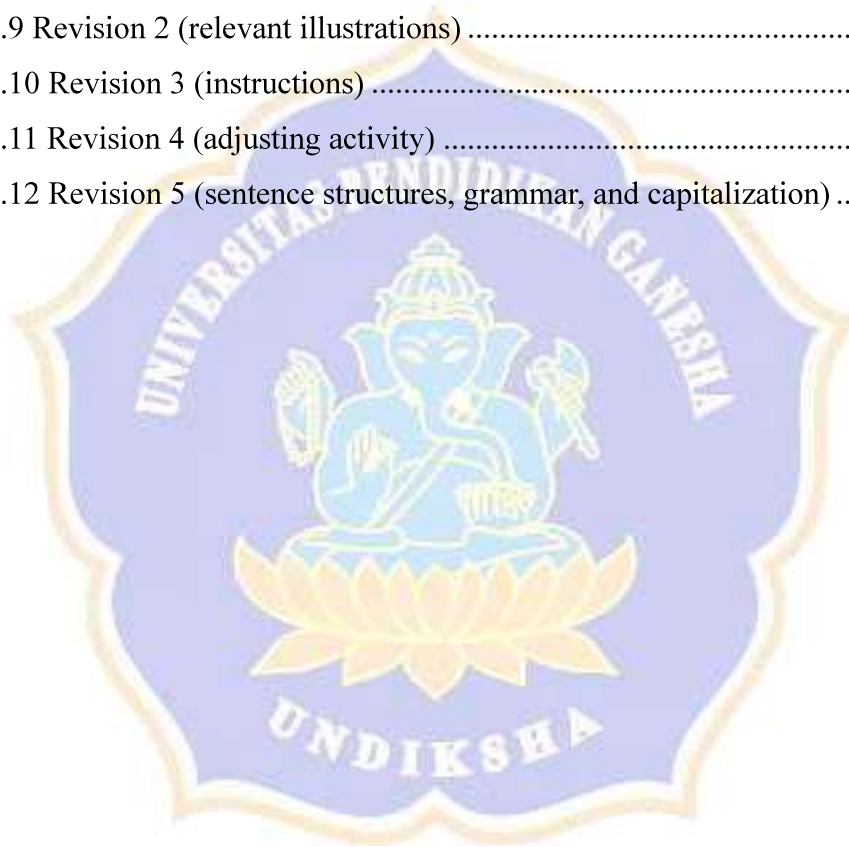 .9 Revision 2 (relevant illustrations) ................................................
.10 Revision 3 (instructions) ............................................................
.11 Revision 4 (adjusting activity) ...................................................
.12 Revision 5 (sentence structures, grammar, and capitalization) ..
UNIVERSITAS PENDIDIKAN GANESHA
UNDIKSHA